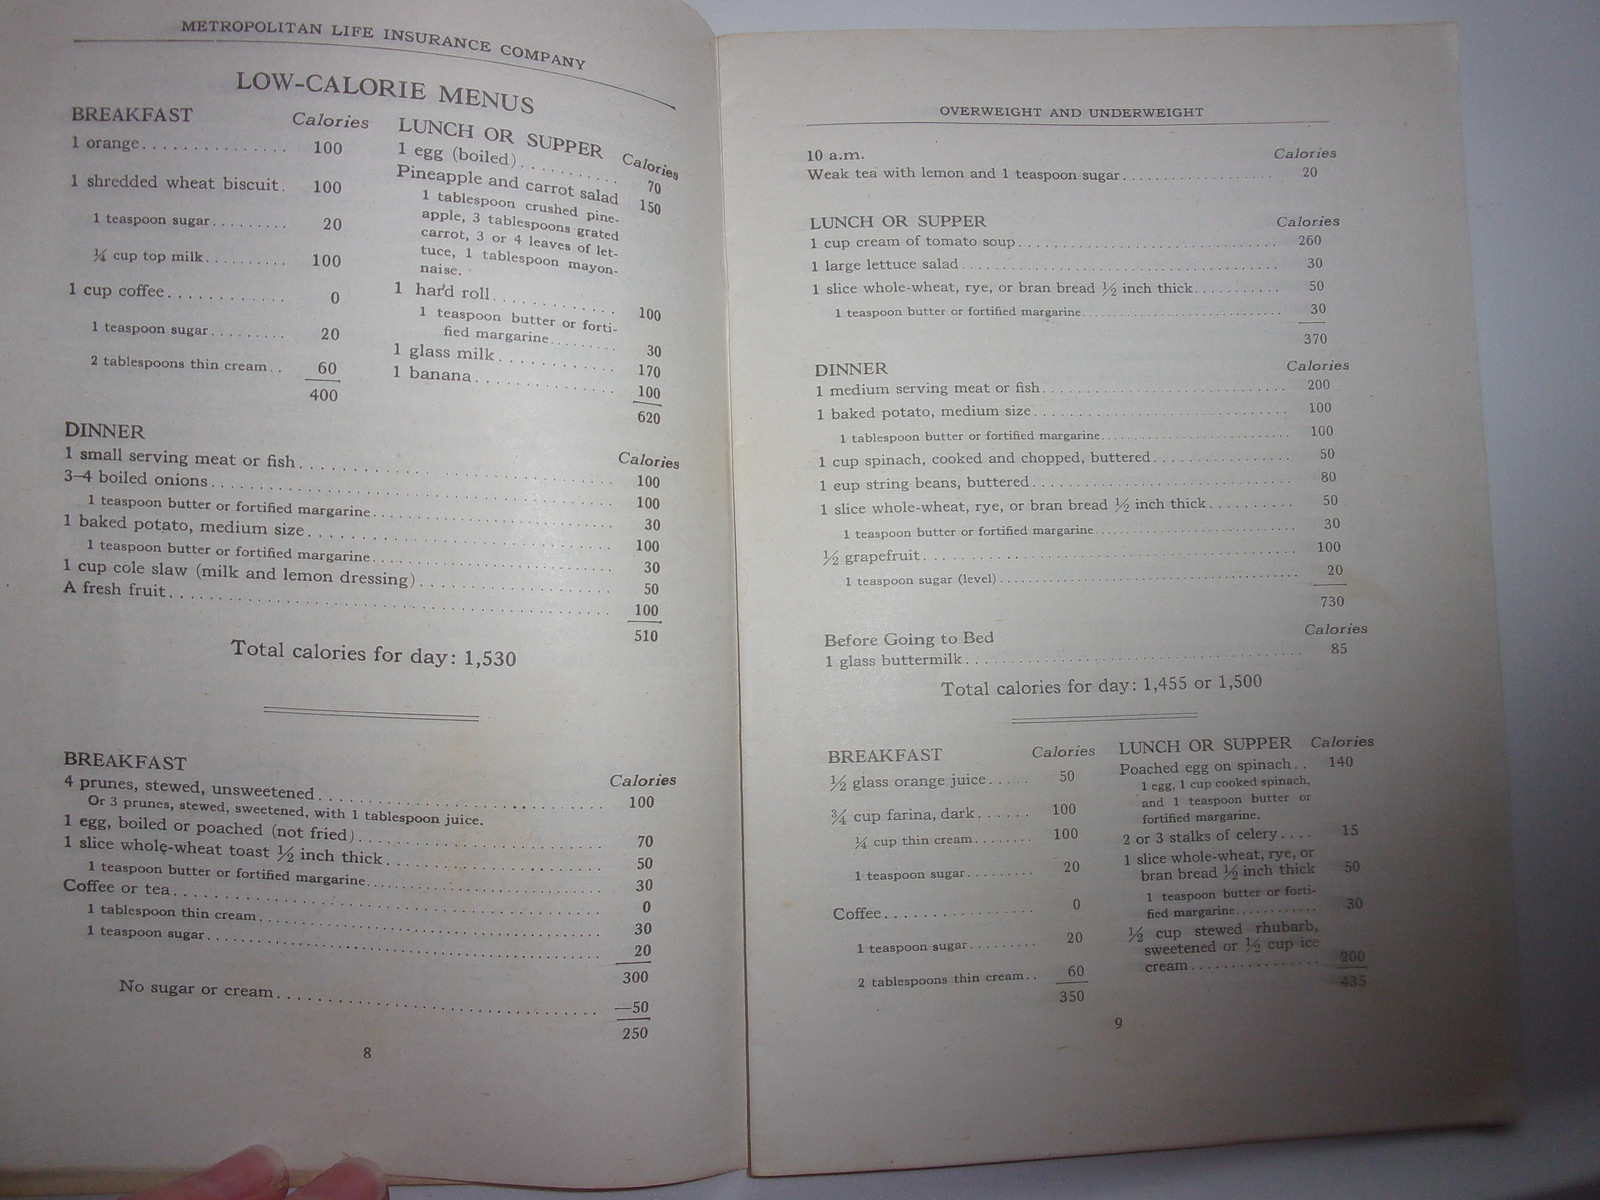 METROPOLITAN LIFE INSURANCE COMPANY
LOW-CALORIE MENUS
BREAKFAST Calories
1 orange............... 100
1 shredded wheat biscuit. 100
1 teaspoon sugar......... 20
¼ cup top milk.......... 100
1 cup coffee............ 0
1 teaspoon sugar......... 20
2 tablespoons thin cream.. 60
400
LUNCH OR SUPPER Calories
1 egg (boiled).......... 70
Pineapple and carrot salad 150
1 tablespoon crushed pine-
apple, 3 tablespoons grated
carrot, 3 or 4 leaves of let-
tuce, 1 tablespoon mayon-
naise.
1 hard roll............ 100
1 teaspoon butter or forti-
fied margarine........ 30
1 glass milk............ 170
1 banana............. 100
620
DINNER Calories
1 small serving meat or fish.............................. 100
3–4 boiled onions.............................. 100
1 teaspoon butter or fortified margarine.............................. 30
1 baked potato, medium size.............................. 100
1 teaspoon butter or fortified margarine.............................. 30
1 cup cole slaw (milk and lemon dressing).................. 50
A fresh fruit.............................. 100
510
Total calories for day: 1,530
BREAKFAST Calories
4 prunes, stewed, unsweetened.............................. 100
Or 3 prunes, stewed, sweetened, with 1 tablespoon juice.
1 egg, boiled or poached (not fried)......................... 70
1 slice whole-wheat toast ½ inch thick...................... 50
1 teaspoon butter or fortified margarine.............................. 30
Coffee or tea.............................. 0
1 tablespoon thin cream.............................. 30
1 teaspoon sugar.............................. 20
300
No sugar or cream.............................. —50
250
8
OVERWEIGHT AND UNDERWEIGHT
10 a.m. Calories
Weak tea with lemon and 1 teaspoon sugar.................. 20
LUNCH OR SUPPER Calories
1 cup cream of tomato soup.............................. 260
1 large lettuce salad.............................. 30
1 slice whole-wheat, rye, or bran bread ½ inch thick........... 50
1 teaspoon butter or fortified margarine.............................. 30
370
DINNER Calories
1 medium serving meat or fish.............................. 200
1 baked potato, medium size.............................. 100
1 tablespoon butter or fortified margarine.............................. 100
1 cup spinach, cooked and chopped, buttered................ 50
1 cup string beans, buttered.............................. 80
1 slice whole-wheat, rye, or bran bread ½ inch thick.......... 50
1 teaspoon butter or fortified margarine.............................. 30
½ grapefruit.............................. 100
1 teaspoon sugar (level).............................. 20
730
Before Going to Bed Calories
1 glass buttermilk.............................. 85
Total calories for day: 1,455 or 1,500
BREAKFAST Calories
½ glass orange juice..... 50
¾ cup farina, dark...... 100
¼ cup thin cream........ 100
1 teaspoon sugar......... 20
Coffee................ 0
1 teaspoon sugar......... 20
2 tablespoons thin cream.. 60
350
LUNCH OR SUPPER Calories
Poached egg on spinach.. 140
1 egg, 1 cup cooked spinach,
and 1 teaspoon butter or
fortified margarine.
2 or 3 stalks of celery.... 15
1 slice whole-wheat, rye, or
bran bread ½ inch thick 50
1 teaspoon butter or forti-
fied margarine............ 30
½ cup stewed rhubarb,
sweetened or ½ cup ice
cream................ 200
435
9